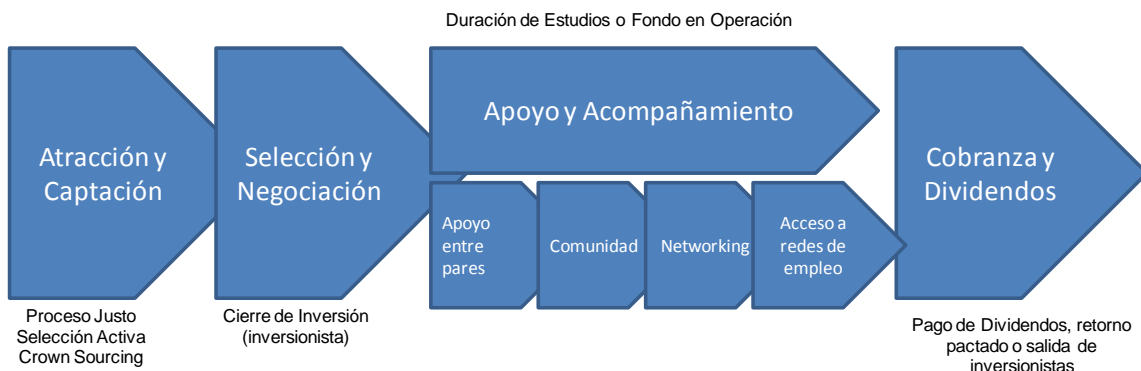 Duración de Estudios o Fondo en Operación
Atracción y
Captación
Selección y
Negociación
Apoyo y Acompañamiento
Apoyo
entre
pares
Comunidad
Networking
Acceso a
redes de
empleo
Cobranza y
Dividendos
Proceso Justo
Selección Activa
Crown Sourcing
Cierre de Inversión
(inversionista)
Pago de Dividendos, retorno
pactado o salida de
inversionistas